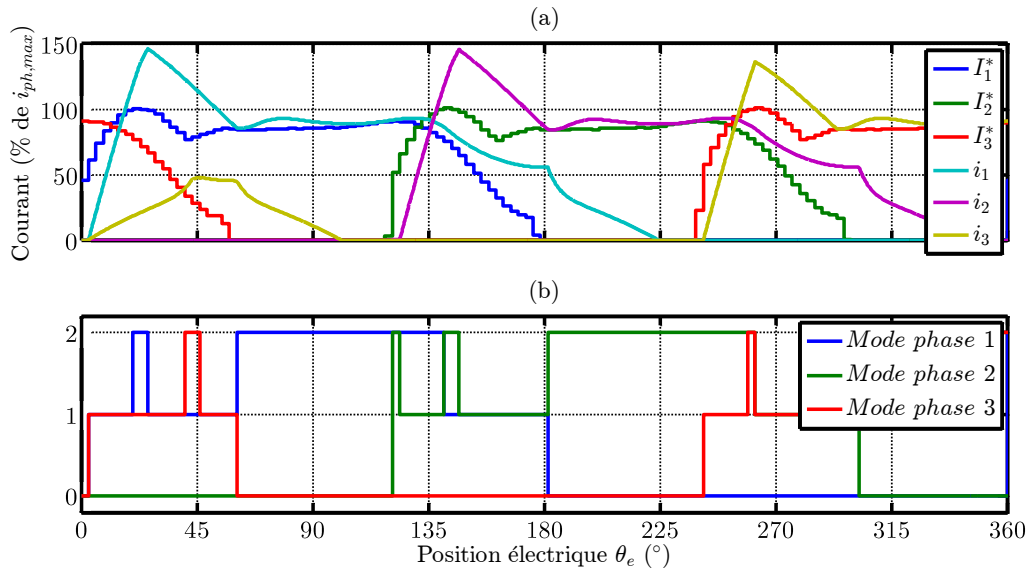 (a)
Courant (% de i_{ph,max})
150
100
50
0
I_1^*
I_2^*
I_3^*
i_1
i_2
i_3
(b)
2
1
0
Mode phase 1
Mode phase 2
Mode phase 3
0 45 90 135 180 225 270 315 360
Position électrique θ_e (°)